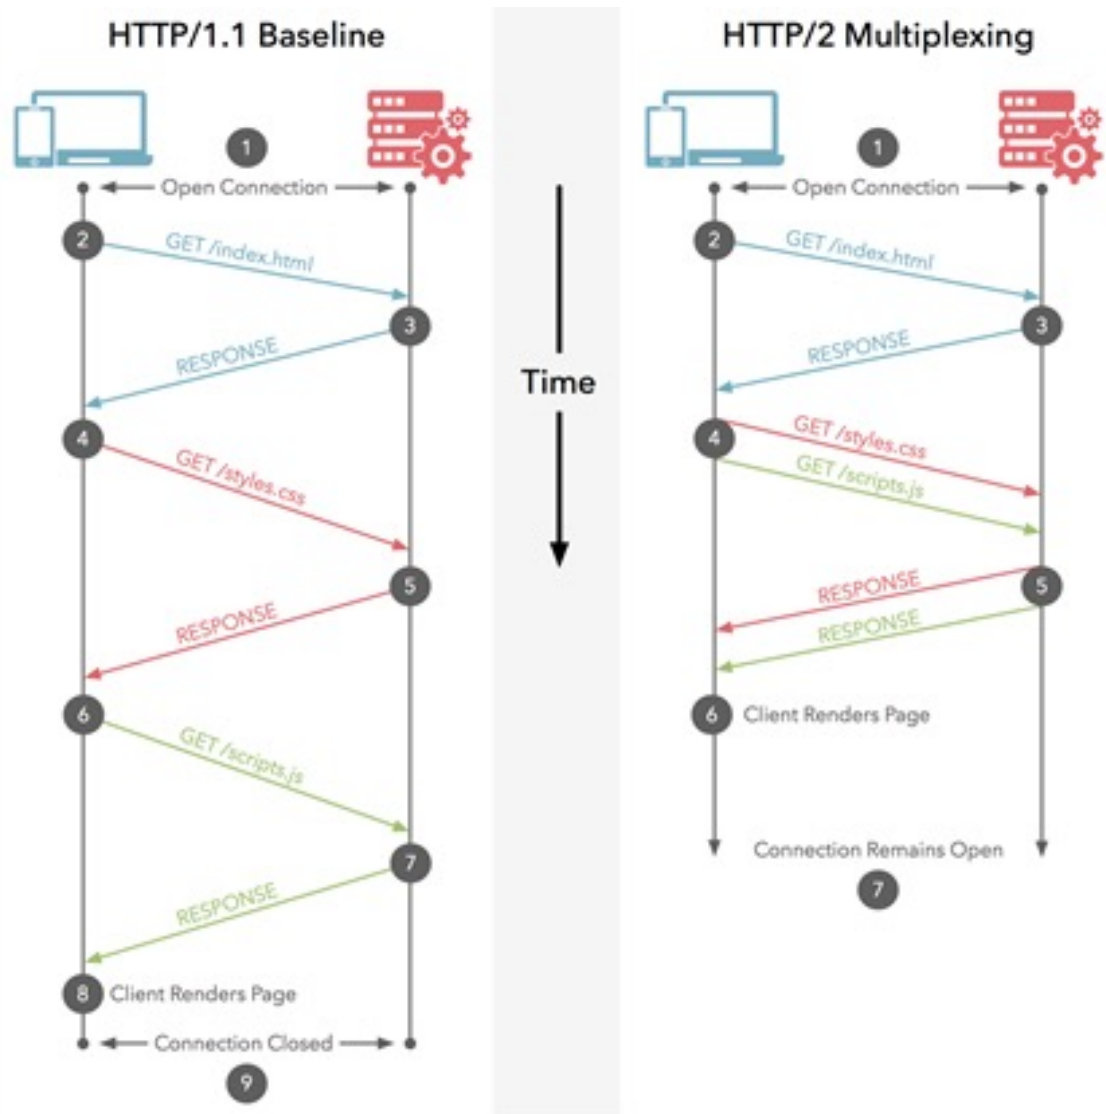 HTTP/1.1 Baseline
1
Open Connection
2
GET /index.html
3
RESPONSE
4
GET /styles.css
5
RESPONSE
6
GET /scripts.js
7
RESPONSE
8
Client Renders Page
Connection Closed
9
Time
HTTP/2 Multiplexing
1
Open Connection
2
GET /index.html
3
RESPONSE
4
GET /styles.css
GET /scripts.js
5
RESPONSE
RESPONSE
6
Client Renders Page
Connection Remains Open
7